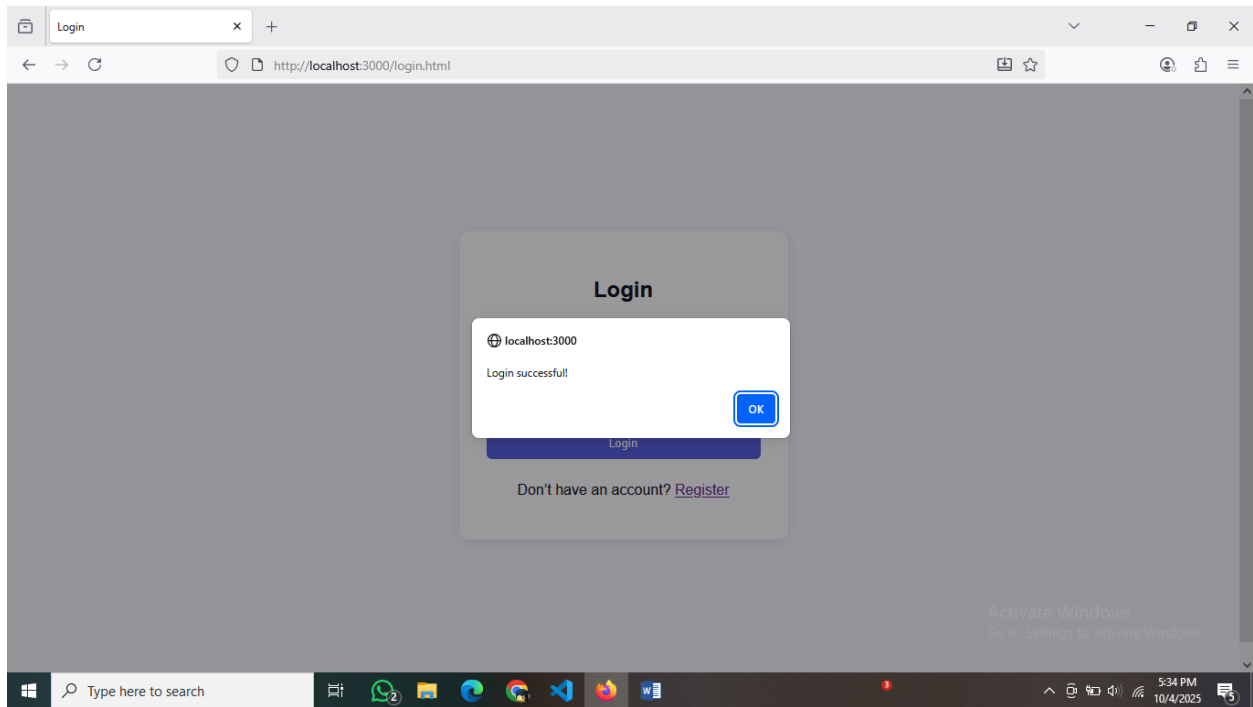 Login
http://localhost:3000/login.html
Login
localhost:3000
Login successful!
OK
Login
Don't have an account? Register
Activate Windows
Go to Settings to activate Windows.
Type here to search
2
3
5:34 PM
10/4/2025
5